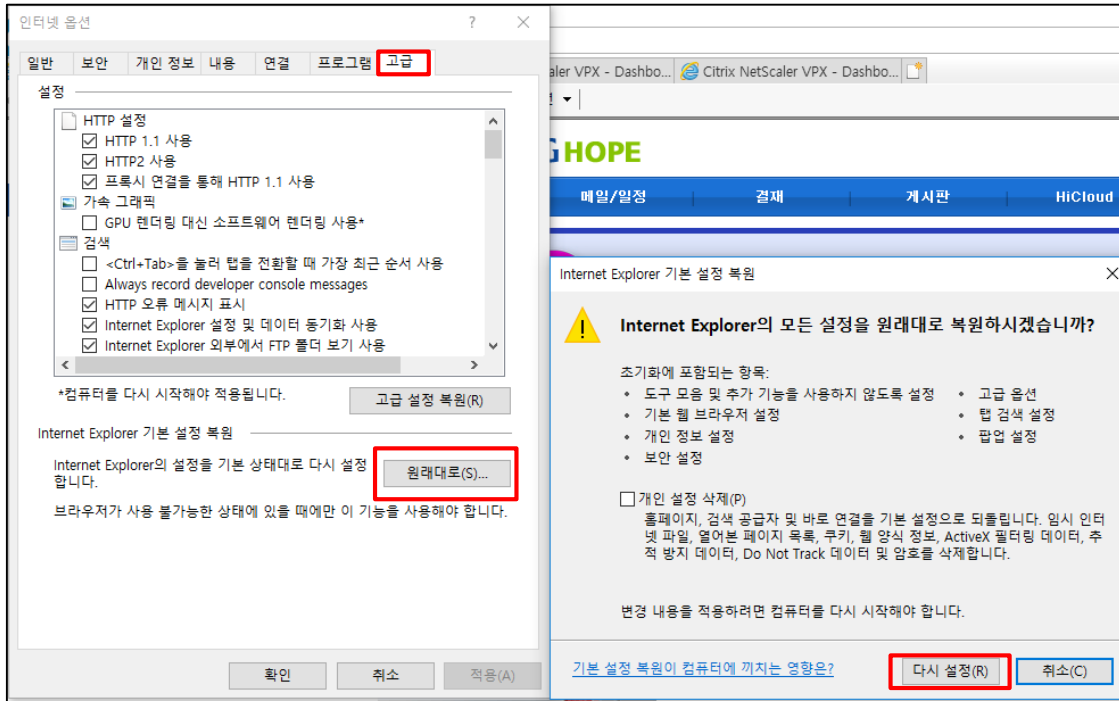 인터넷 옵션
일반 보안 개인 정보 내용 연결 프로그램 고급
설정
HTTP 설정
HTTP 1.1 사용
HTTP2 사용
프록시 연결을 통해 HTTP 1.1 사용
가속 그래픽
GPU 렌더링 대신 소프트웨어 렌더링 사용*
검색
<Ctrl+Tab>을 눌러 탭을 전환할 때 가장 최근 순서 사용
Always record developer console messages
HTTP 오류 메시지 표시
Internet Explorer 설정 및 데이터 동기화 사용
Internet Explorer 외부에서 FTP 폴더 보기 사용
*컴퓨터를 다시 시작해야 적용됩니다.
고급 설정 복원(R)
Internet Explorer 기본 설정 복원
Internet Explorer의 설정을 기본 상태대로 다시 설정
합니다.
원래대로(S)...
브라우저가 사용 불가능한 상태에 있을 때에만 이 기능을 사용해야 합니다.
확인 취소 적용(A)
aler VPX - Dashbo... Citrix NetScaler VPX - Dashbo...
HOPE
메일/일정 결재 게시판 HiCloud
Internet Explorer 기본 설정 복원
Internet Explorer의 모든 설정을 원래대로 복원하시겠습니까?
초기화에 포함되는 항목:
• 도구 모음 및 추가 기능을 사용하지 않도록 설정 • 고급 옵션
• 기본 웹 브라우저 설정 • 탭 검색 설정
• 개인 정보 설정 • 팝업 설정
• 보안 설정
개인 설정 삭제(P)
홈페이지, 검색 공급자 및 바로 연결을 기본 설정으로 되돌립니다. 임시 인터
넷 파일, 열어본 페이지 목록, 쿠키, 웹 양식 정보, ActiveX 필터링 데이터, 추
적 방지 데이터, Do Not Track 데이터 및 암호를 삭제합니다.
변경 내용을 적용하려면 컴퓨터를 다시 시작해야 합니다.
기본 설정 복원이 컴퓨터에 끼치는 영향은?
다시 설정(R) 취소(C)